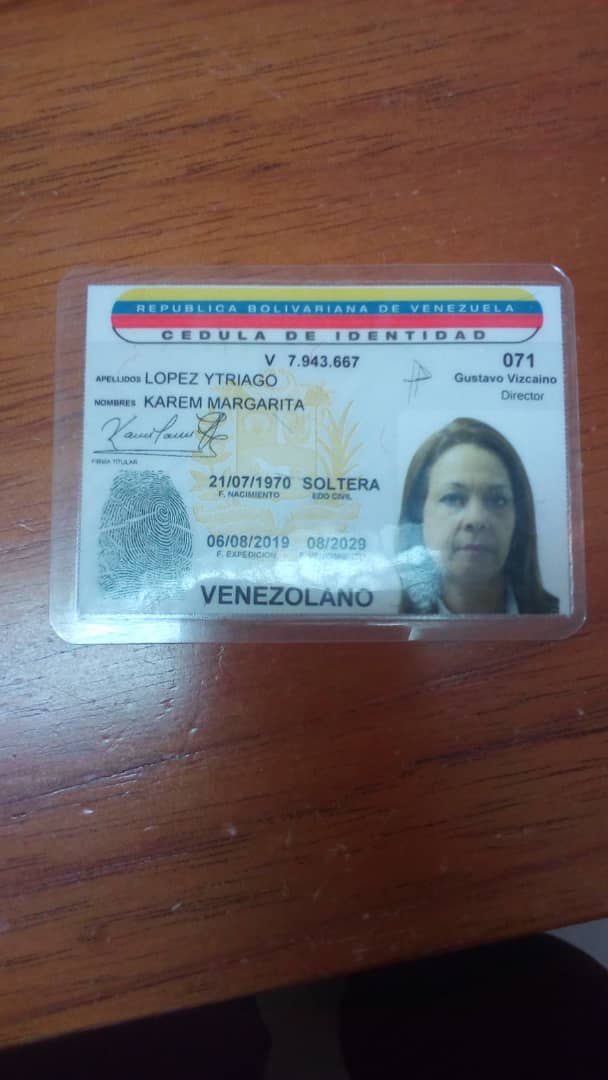 REPUBLICA BOLIVARIANA DE VENEZUELA
CEDULA DE IDENTIDAD
V 7.943.667
071
APELLIDOS LOPEZ YTRIAGO
Gustavo Vizcaino
Director
NOMBRES KAREM MARGARITA
FIRMA TITULAR
21/07/1970 SOLTERA
F. NACIMIENTO EDO CIVIL
06/08/2019 08/2029
F. EXPEDICION
VENEZOLANO